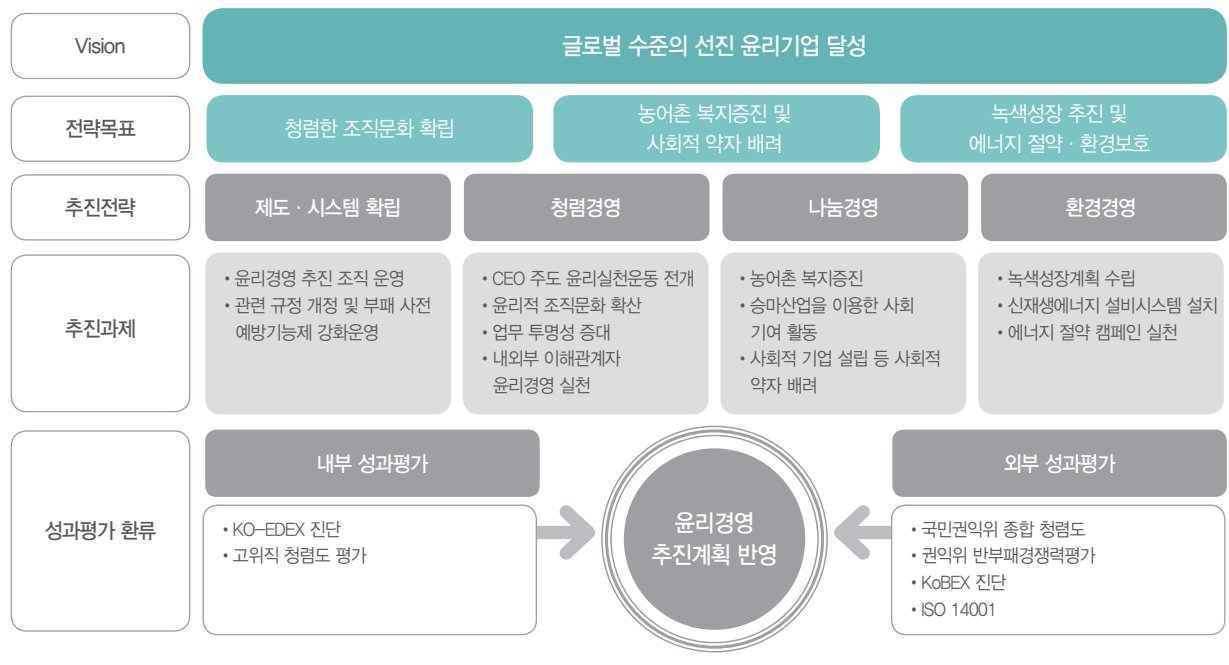 Vision
글로벌 수준의 선진 윤리기업 달성
전략목표
청렴한 조직문화 확립
농어촌 복지증진 및
사회적 약자 배려
녹색성장 추진 및
에너지 절약 · 환경보호
추진전략
제도 · 시스템 확립
청렴경영
나눔경영
환경경영
추진과제
• 윤리경영 추진 조직 운영
• 관련 규정 개정 및 부패 사전
예방기능제 강화운영
• CEO 주도 윤리실천운동 전개
• 윤리적 조직문화 확산
• 업무 투명성 증대
• 내외부 이해관계자
윤리경영 실천
• 농어촌 복지증진
• 승마산업을 이용한 사회
기여 활동
• 사회적 기업 설립 등 사회적
약자 배려
• 녹색성장계획 수립
• 신재생에너지 설비시스템 설치
• 에너지 절약 캠페인 실천
성과평가 환류
내부 성과평가
• KO-EDEX 진단
• 고위직 청렴도 평가
윤리경영
추진계획 반영
외부 성과평가
• 국민권익위 종합 청렴도
• 권익위 반부패경쟁력평가
• KoBEX 진단
• ISO 14001